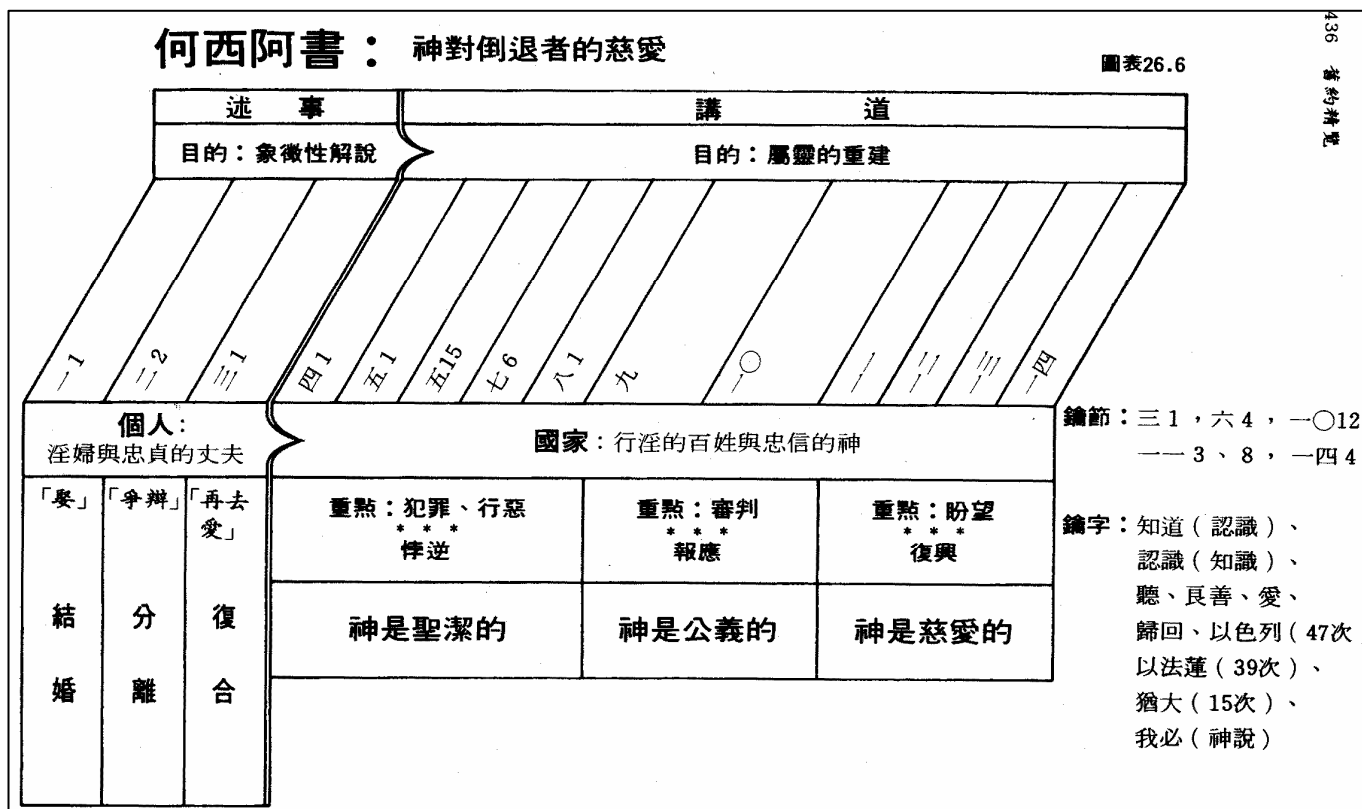 何西阿書：神對倒退者的慈愛
圖表26.6
436 舊約精覽
述事
講道
目的：象徵性解說
目的：屬靈的重建
一1
二2
三1
四1
五1
五15
七6
八1
九
一〇
一一
一二
一三
一四
個人：
淫婦與忠貞的丈夫
國家：行淫的百姓與忠信的神
「娶」
「爭辯」
「再去
愛」
重點：犯罪、行惡
***
悖逆
重點：審判
***
報應
重點：盼望
***
復興
結婚
分離
復合
神是聖潔的
神是公義的
神是慈愛的
鑰節：三1，六4，一〇12
一一3、8，一四4
鑰字：知道（認識）、
認識（知識）、
聽、良善、愛、
歸回、以色列（47次
以法蓮（39次）、
猶大（15次）、
我必（神說）